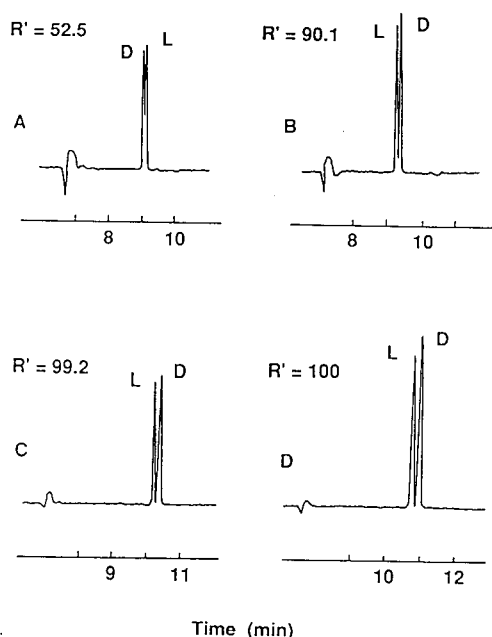 R' = 52.5
D L
A
8 10
R' = 90.1
L D
B
8 10
R' = 99.2
L D
C
9 11
R' = 100
L D
D
10 12
Time (min)